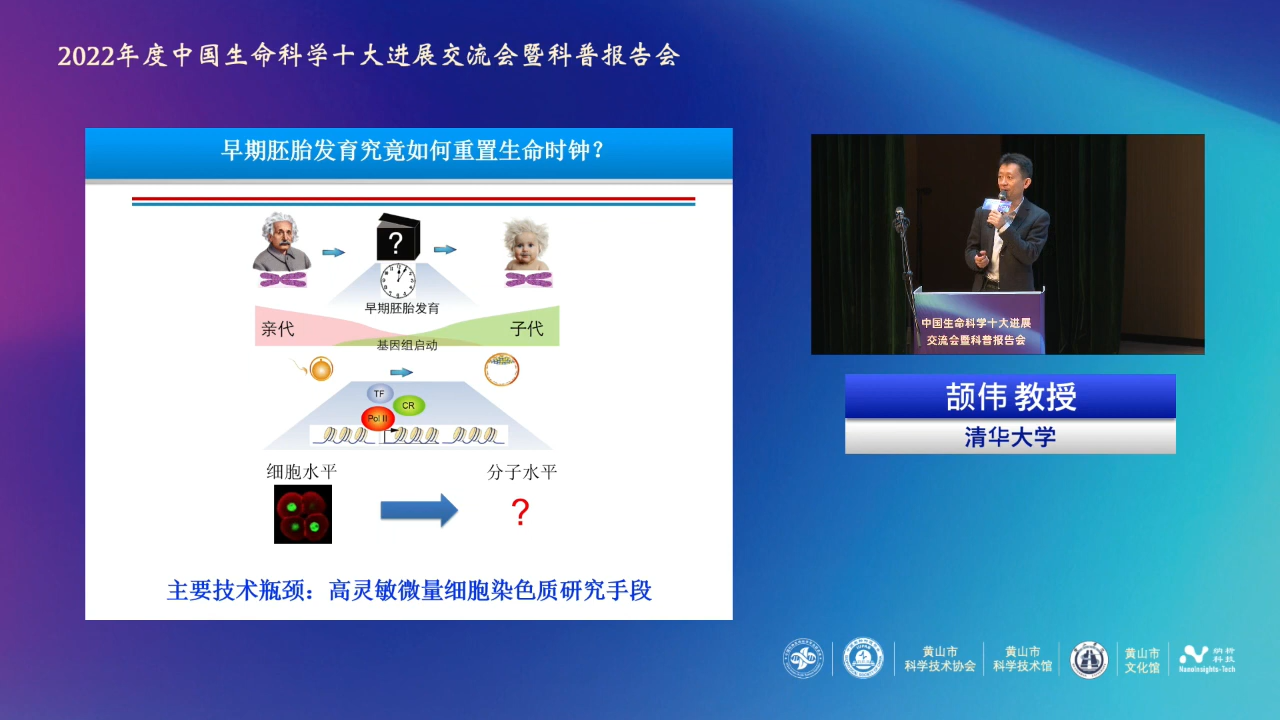 2022年度中国生命科学十大进展交流会暨科普报告会
早期胚胎发育究竟如何重置生命时钟？
?
早期胚胎发育
亲代
子代
基因组启动
TF
CR
Pol II
细胞水平
分子水平
?
主要技术瓶颈：高灵敏微量细胞染色质研究手段
中国生命科学十大进展
交流会暨科普报告会
颉伟 教授
清华大学
黄山市
科学技术协会
黄山市
科学技术馆
黄山市
文化馆
纳析
科技
NanoInsights-Tech